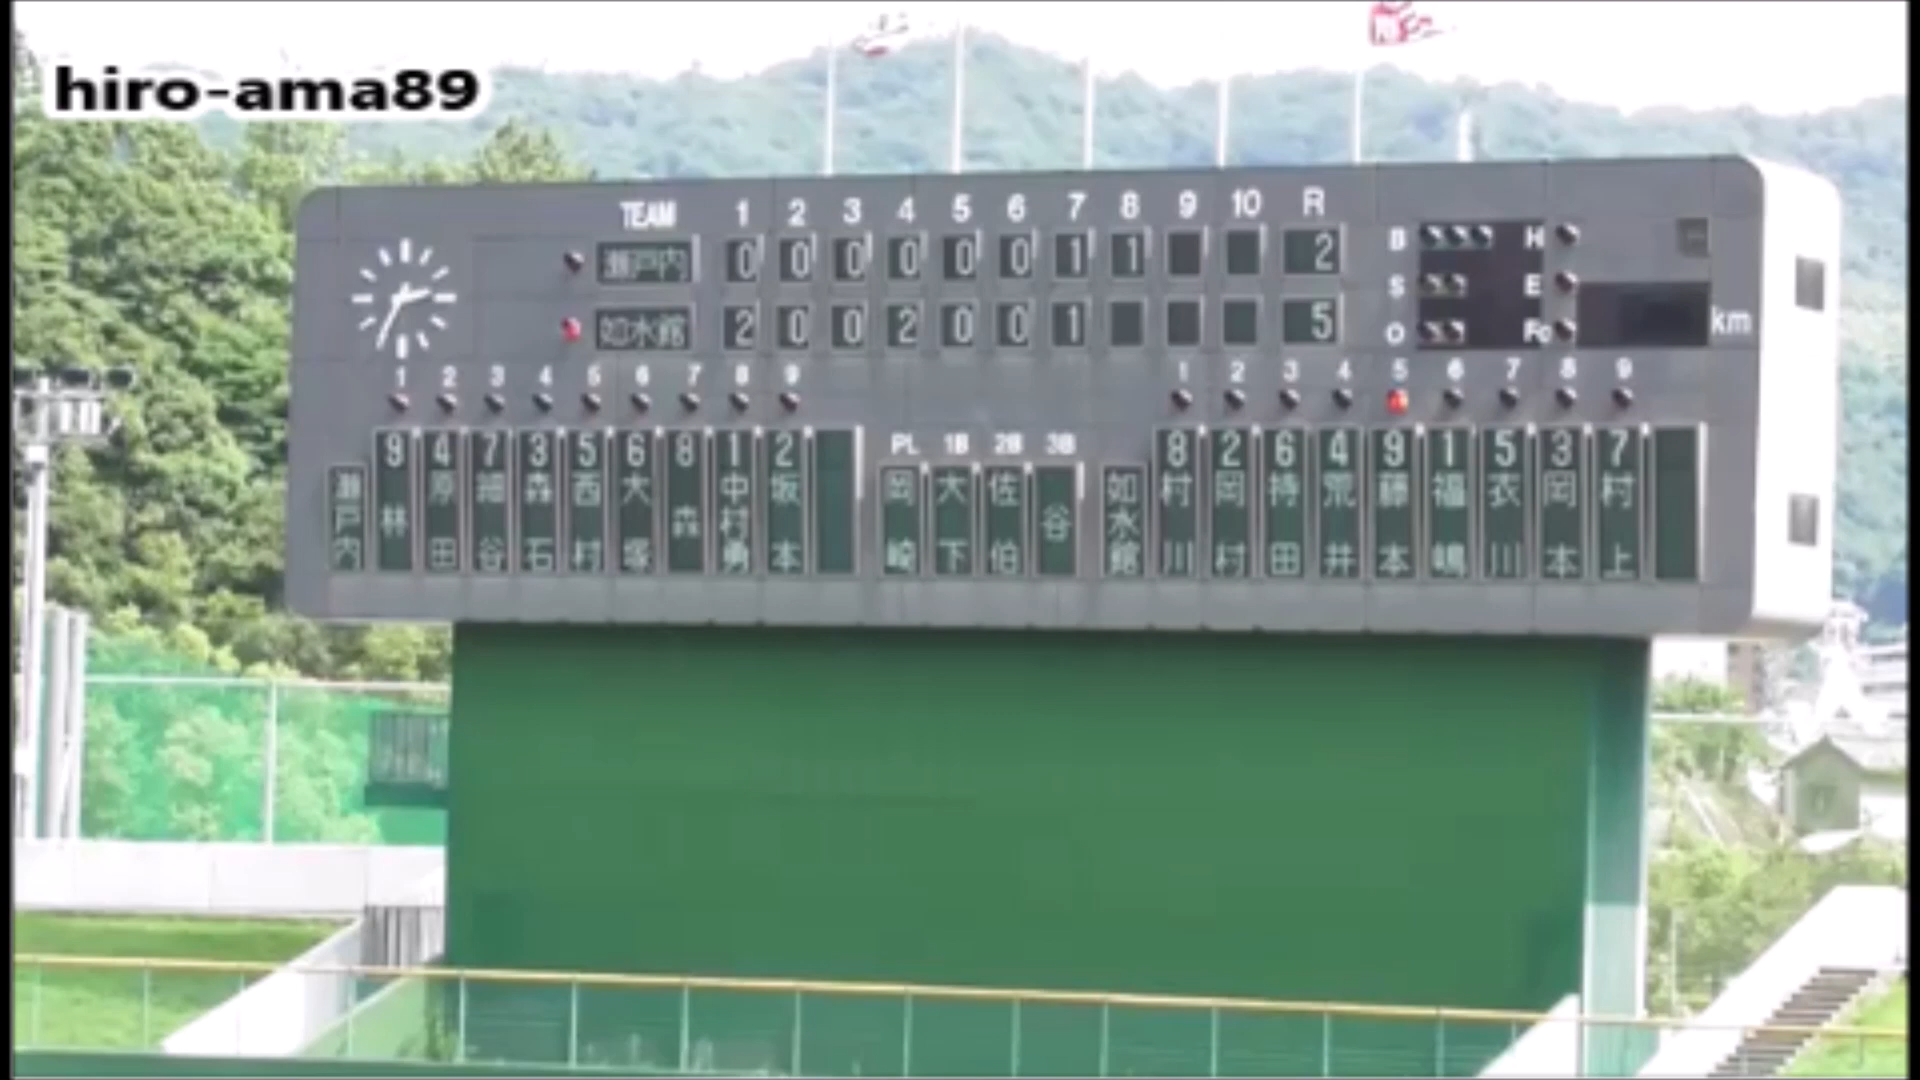 hiro-ama89
TEAM 1 2 3 4 5 6 7 8 9 10 R
瀬戸内 0 0 0 0 0 0 1 1 2
如水館 2 0 0 2 0 0 1 5
B H
S E
O Fc
km
1 2 3 4 5 6 7 8 9
瀬戸内
9 林
4 原田
7 細谷
3 森石
5 西村
6 大塚
8 森
1 中村勇
2 坂本
PL 1B 2B 3B
岡崎
大下
佐伯
谷
1 2 3 4 5 6 7 8 9
如水館
8 村川
2 岡村
6 持田
4 荒井
9 藤本
1 福嶋
5 衣川
3 岡本
7 村上